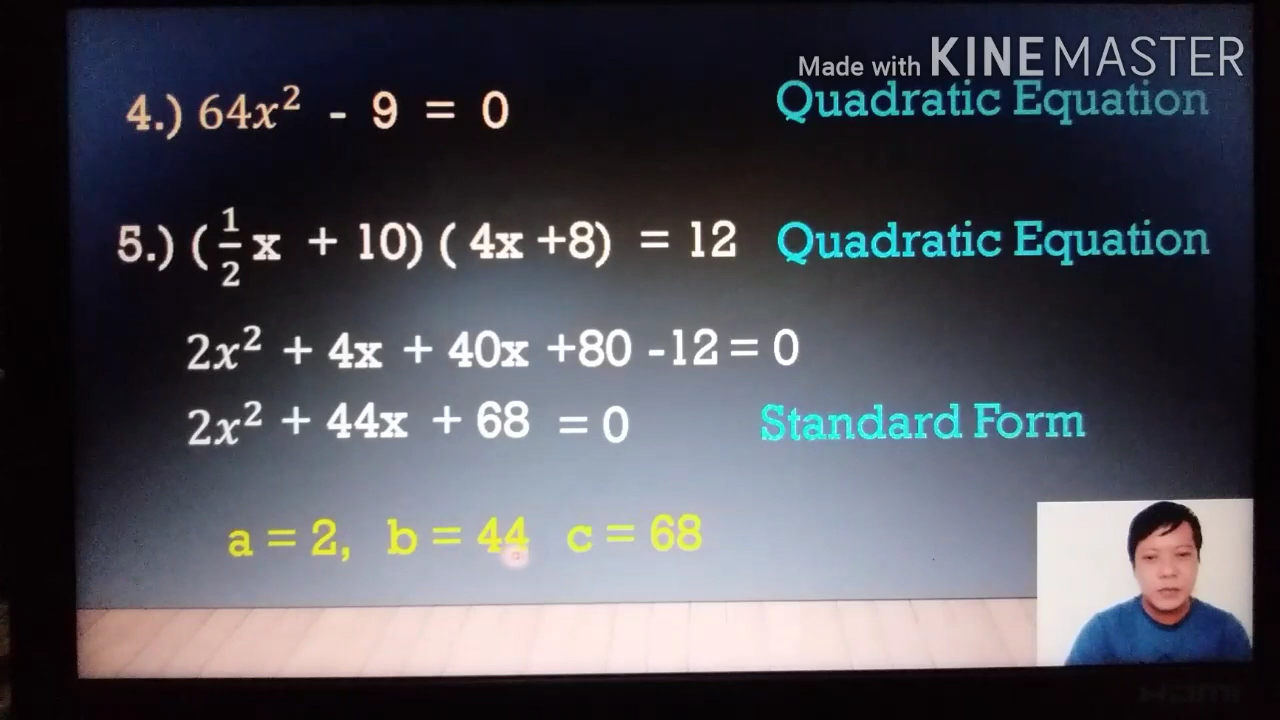 Made with KINEMASTER
4.) 64x² - 9 = 0 Quadratic Equation
5.) (½x + 10) ( 4x +8) = 12 Quadratic Equation
2x² + 4x + 40x +80 -12 = 0
2x² + 44x + 68 = 0 Standard Form
a = 2, b = 44 c = 68
HDMI